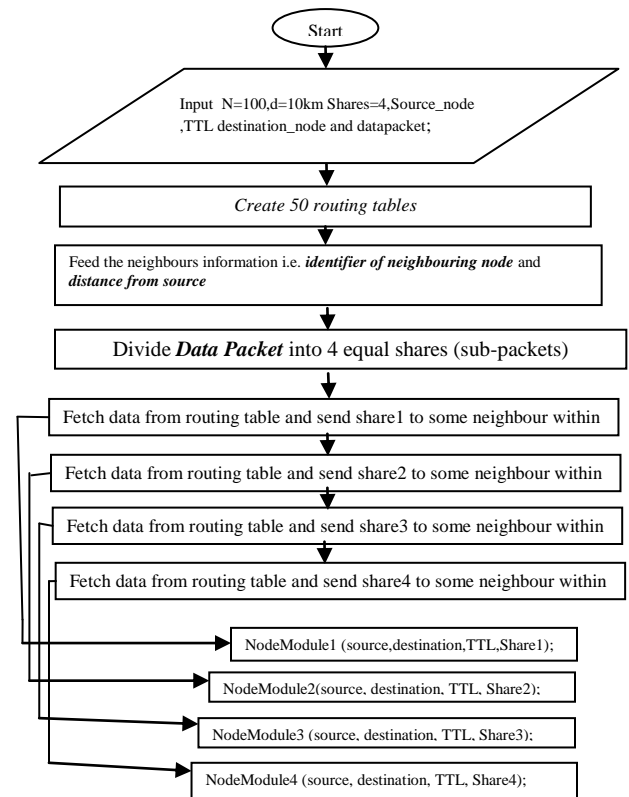 Start
Input N=100,d=10km Shares=4,Source_node
,TTL destination_node and datapacket;
Create 50 routing tables
Feed the neighbours information i.e. identifier of neighbouring node and
distance from source
Divide Data Packet into 4 equal shares (sub-packets)
Fetch data from routing table and send share1 to some neighbour within
Fetch data from routing table and send share2 to some neighbour within
Fetch data from routing table and send share3 to some neighbour within
Fetch data from routing table and send share4 to some neighbour within
NodeModule1 (source,destination,TTL,Share1);
NodeModule2(source, destination, TTL, Share2);
NodeModule3 (source, destination, TTL, Share3);
NodeModule4 (source, destination, TTL, Share4);